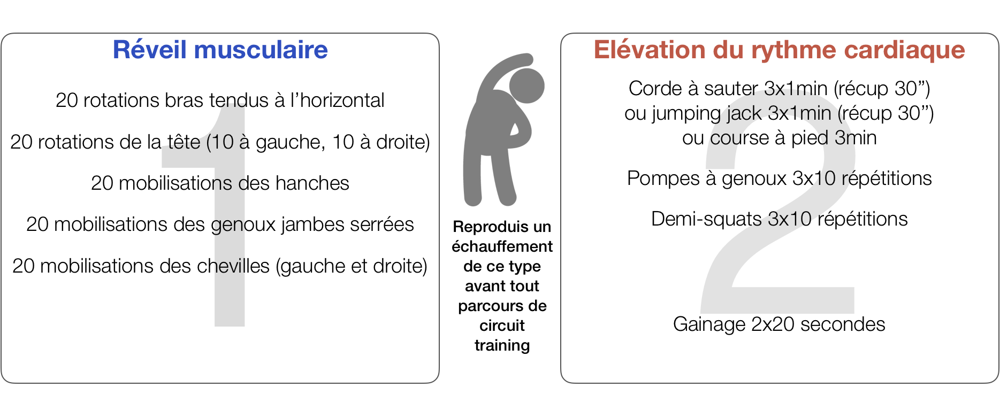 Réveil musculaire
1
20 rotations bras tendus à l’horizontal
20 rotations de la tête (10 à gauche, 10 à droite)
20 mobilisations des hanches
20 mobilisations des genoux jambes serrées
20 mobilisations des chevilles (gauche et droite)
Reproduis un
échauffement
de ce type
avant tout
parcours de
circuit
training
Elévation du rythme cardiaque
2
Corde à sauter 3x1min (récup 30”)
ou jumping jack 3x1min (récup 30”)
ou course à pied 3min
Pompes à genoux 3x10 répétitions
Demi-squats 3x10 répétitions
Gainage 2x20 secondes